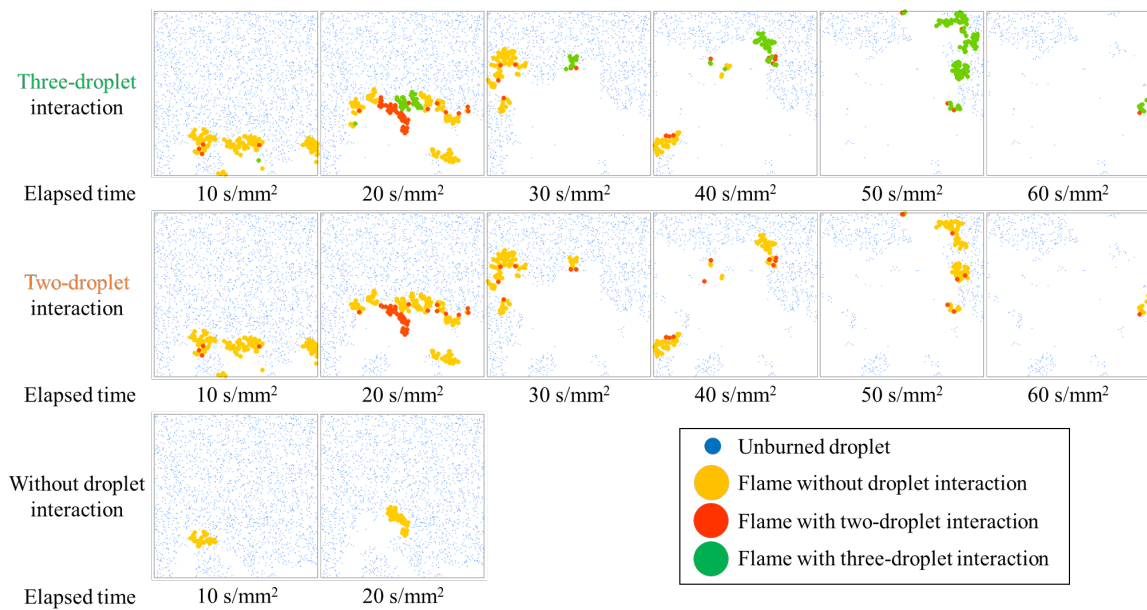 Three-droplet
interaction
Elapsed time 10 s/mm² 20 s/mm² 30 s/mm² 40 s/mm² 50 s/mm² 60 s/mm²
Two-droplet
interaction
Elapsed time 10 s/mm² 20 s/mm² 30 s/mm² 40 s/mm² 50 s/mm² 60 s/mm²
Without droplet
interaction
Elapsed time 10 s/mm² 20 s/mm²
Unburned droplet
Flame without droplet interaction
Flame with two-droplet interaction
Flame with three-droplet interaction